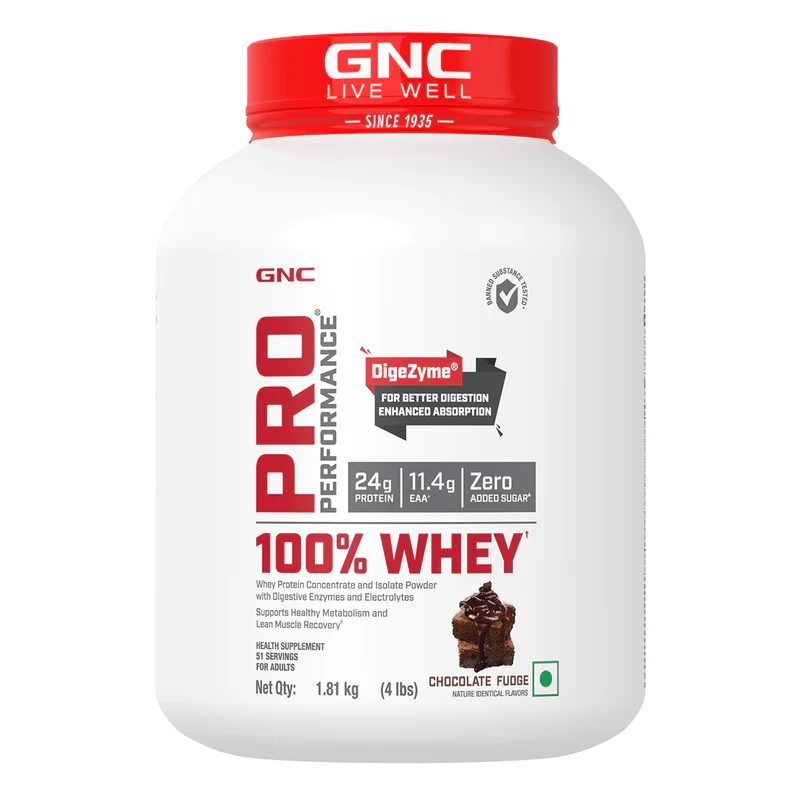 GNC
LIVE WELL
— SINCE 1935 —
GNC
PRO®
PERFORMANCE
BANNED SUBSTANCE TESTED
DigeZyme®
FOR BETTER DIGESTION
ENHANCED ABSORPTION
24g PROTEIN
11.4g EAA^
Zero ADDED SUGAR#
100% WHEY†
Whey Protein Concentrate and Isolate Powder
with Digestive Enzymes and Electrolytes
Supports Healthy Metabolism and
Lean Muscle Recovery‡
HEALTH SUPPLEMENT
51 SERVINGS
FOR ADULTS
Net Qty: 1.81 kg (4 lbs)
CHOCOLATE FUDGE
NATURE IDENTICAL FLAVORS